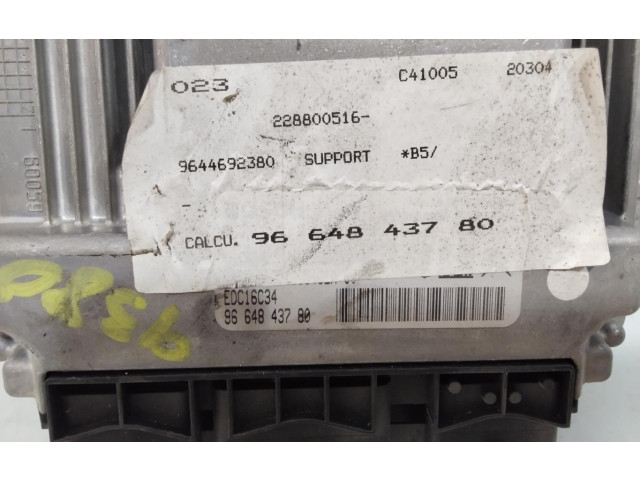 023 C41005 20304
228800516-
9644692380 SUPPORT *B5/
-
CALCU. 96 648 437 80
EDC16C34
96 648 437 80